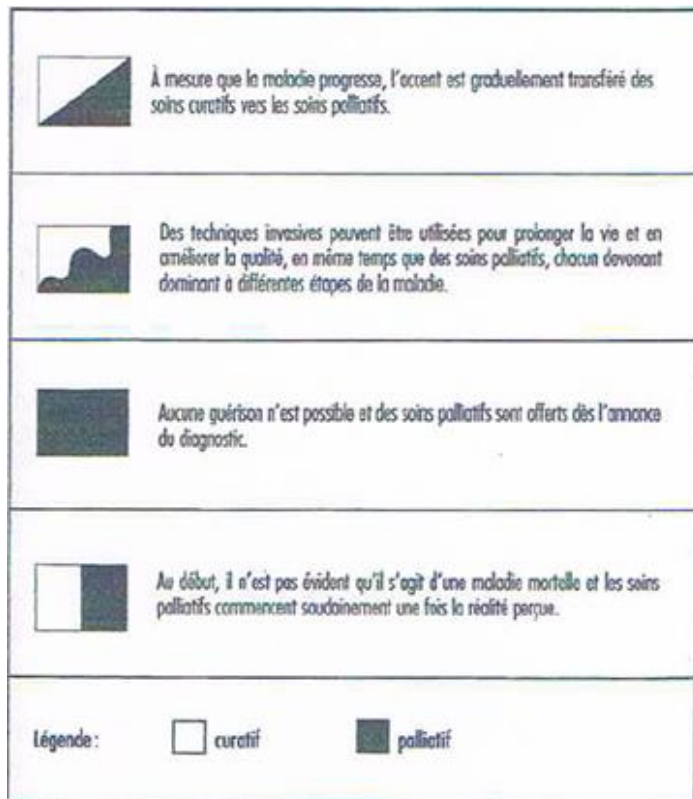 À mesure que la maladie progresse, l'accent est graduellement transféré des
soins curatifs vers les soins palliatifs.
Des techniques invasives peuvent être utilisées pour prolonger la vie et en
améliorer la qualité, en même temps que des soins palliatifs, chacun devenant
dominant à différentes étapes de la maladie.
Aucune guérison n'est possible et des soins palliatifs sont offerts dès l'annonce
du diagnostic.
Au début, il n'est pas évident qu'il s'agit d'une maladie mortelle et les soins
palliatifs commencent soudainement une fois la réalité perçue.
Légende : curatif palliatif